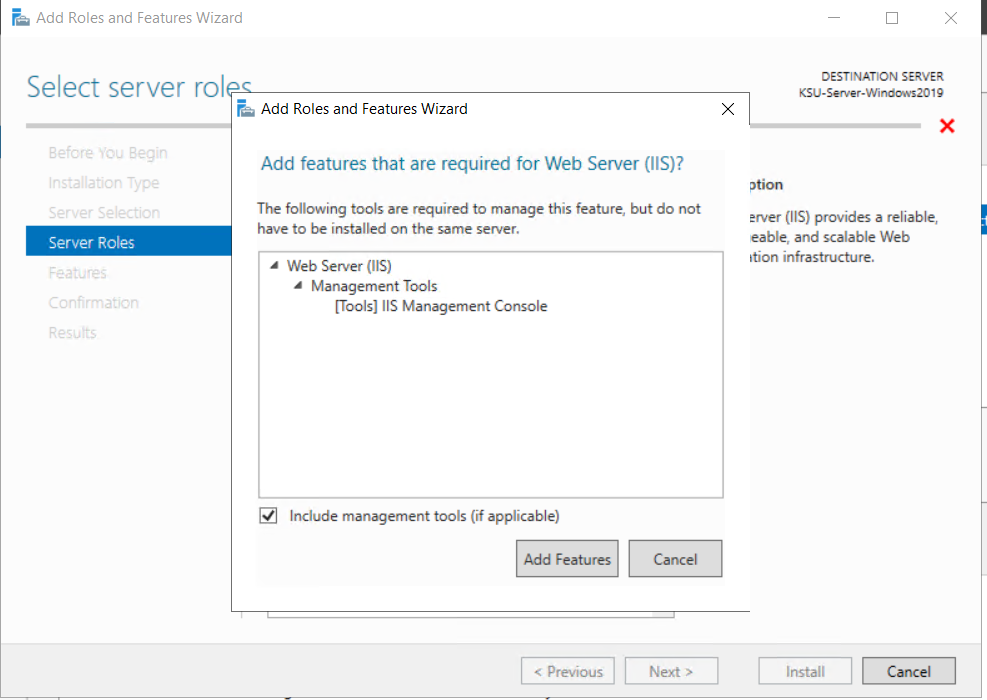 Add Roles and Features Wizard
Select server roles
DESTINATION SERVER
KSU-Server-Windows2019
Before You Begin
Installation Type
Server Selection
Server Roles
Features
Confirmation
Results
Add Roles and Features Wizard
Add features that are required for Web Server (IIS)?
The following tools are required to manage this feature, but do not
have to be installed on the same server.
Web Server (IIS)
Management Tools
[Tools] IIS Management Console
Include management tools (if applicable)
Add Features
Cancel
ption
erver (IIS) provides a reliable,
eable, and scalable Web
tion infrastructure.
< Previous
Next >
Install
Cancel